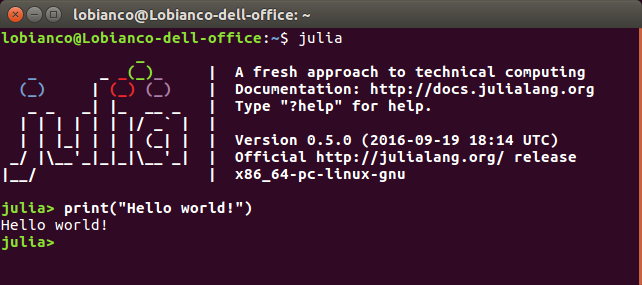 lobianco@Lobianco-dell-office: ~
lobianco@Lobianco-dell-office:~$ julia
               _
   _       _ _(_)_     |  A fresh approach to technical computing
  (_)     | (_) (_)    |  Documentation: http://docs.julialang.org
   _ _   _| |_  __ _   |  Type "?help" for help.
  | | | | | | |/ _` |  |
  | | |_| | | | (_| |  |  Version 0.5.0 (2016-09-19 18:14 UTC)
 _/ |\__'_|_|_|\__'_|  |  Official http://julialang.org/ release
|__/                   |  x86_64-pc-linux-gnu
julia> print("Hello world!")
Hello world!
julia>